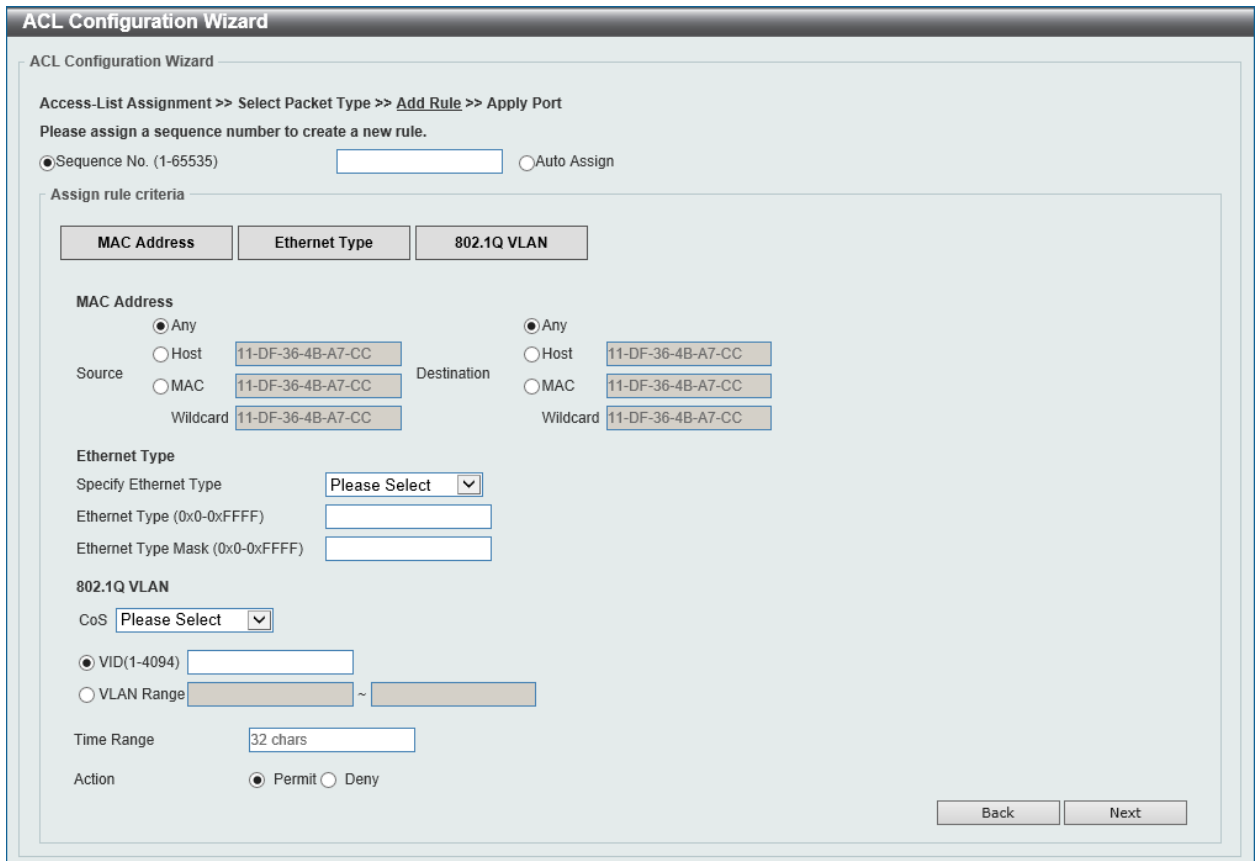 ACL Configuration Wizard
ACL Configuration Wizard
Access-List Assignment >> Select Packet Type >> Add Rule >> Apply Port
Please assign a sequence number to create a new rule.
Sequence No. (1-65535) Auto Assign
Assign rule criteria
MAC Address Ethernet Type 802.1Q VLAN
MAC Address
Any Any
Host 11-DF-36-4B-A7-CC Host 11-DF-36-4B-A7-CC
Source Destination
MAC 11-DF-36-4B-A7-CC MAC 11-DF-36-4B-A7-CC
Wildcard 11-DF-36-4B-A7-CC Wildcard 11-DF-36-4B-A7-CC
Ethernet Type
Specify Ethernet Type Please Select
Ethernet Type (0x0-0xFFFF)
Ethernet Type Mask (0x0-0xFFFF)
802.1Q VLAN
CoS Please Select
VID(1-4094)
VLAN Range ~
Time Range 32 chars
Action Permit Deny
Back Next